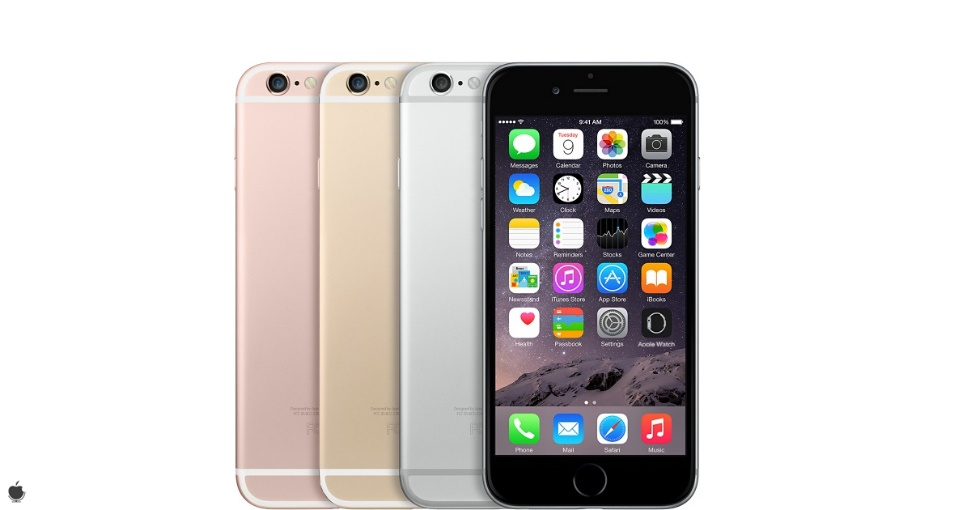 9:41 AM
100%
Tuesday
9
Messages
Calendar
Photos
Camera
Weather
Clock
Maps
Videos
280
Notes
Reminders
Stocks
Game Center
Newsstand
iTunes Store
App Store
iBooks
Health
Passbook
Settings
Apple Watch
Phone
Mail
Safari
Music